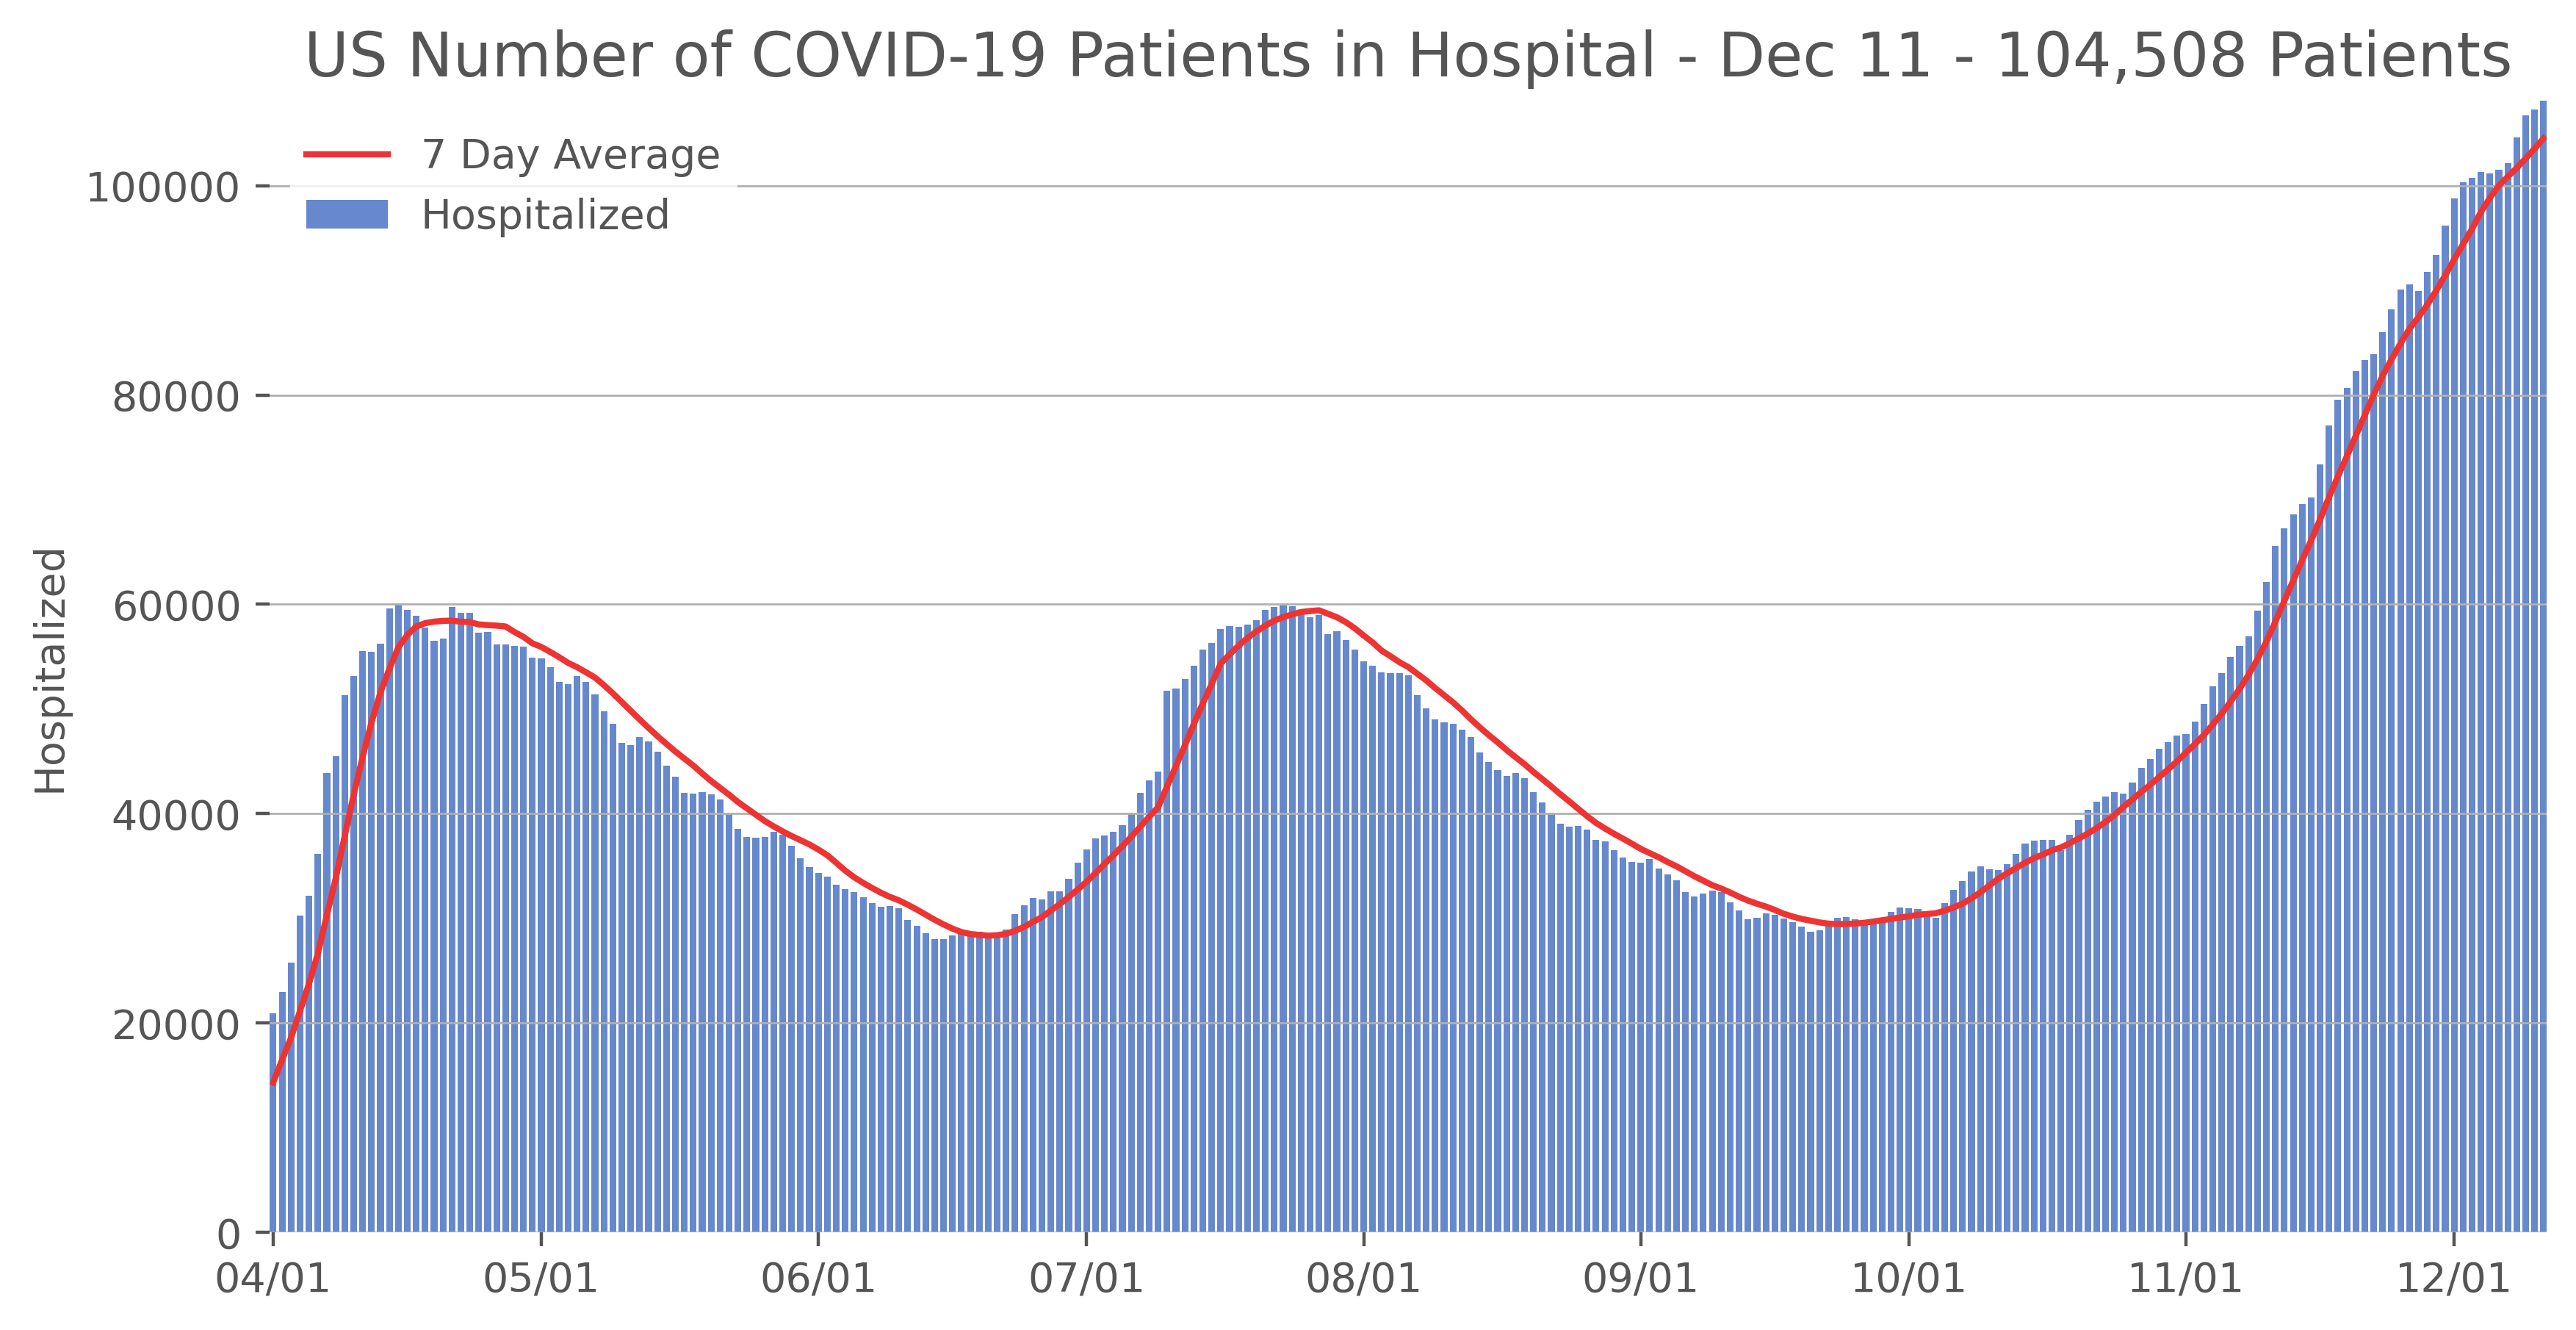 US Number of COVID-19 Patients in Hospital - Dec 11 - 104,508 Patients
7 Day Average
Hospitalized
100000
80000
60000
40000
20000
0
Hospitalized
04/01 05/01 06/01 07/01 08/01 09/01 10/01 11/01 12/01